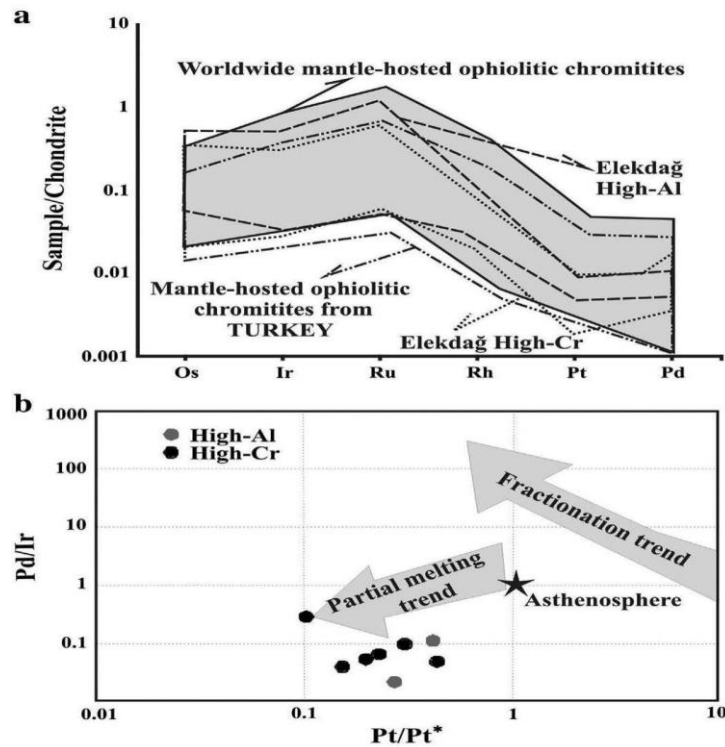 a
10
Worldwide mantle-hosted ophiolitic chromitites
1
Elekdağ
High-Al
0.1
Sample/Chondrite
0.01
Mantle-hosted ophiolitic
chromitites from
TURKEY
Elekdağ High-Cr
0.001
Os Ir Ru Rh Pt Pd
b
1000
High-Al
High-Cr
100
Fractionation trend
10
Pd/Ir
Partial melting
trend
1
Asthenosphere
0.1
0.01 0.1 1 10
Pt/Pt*